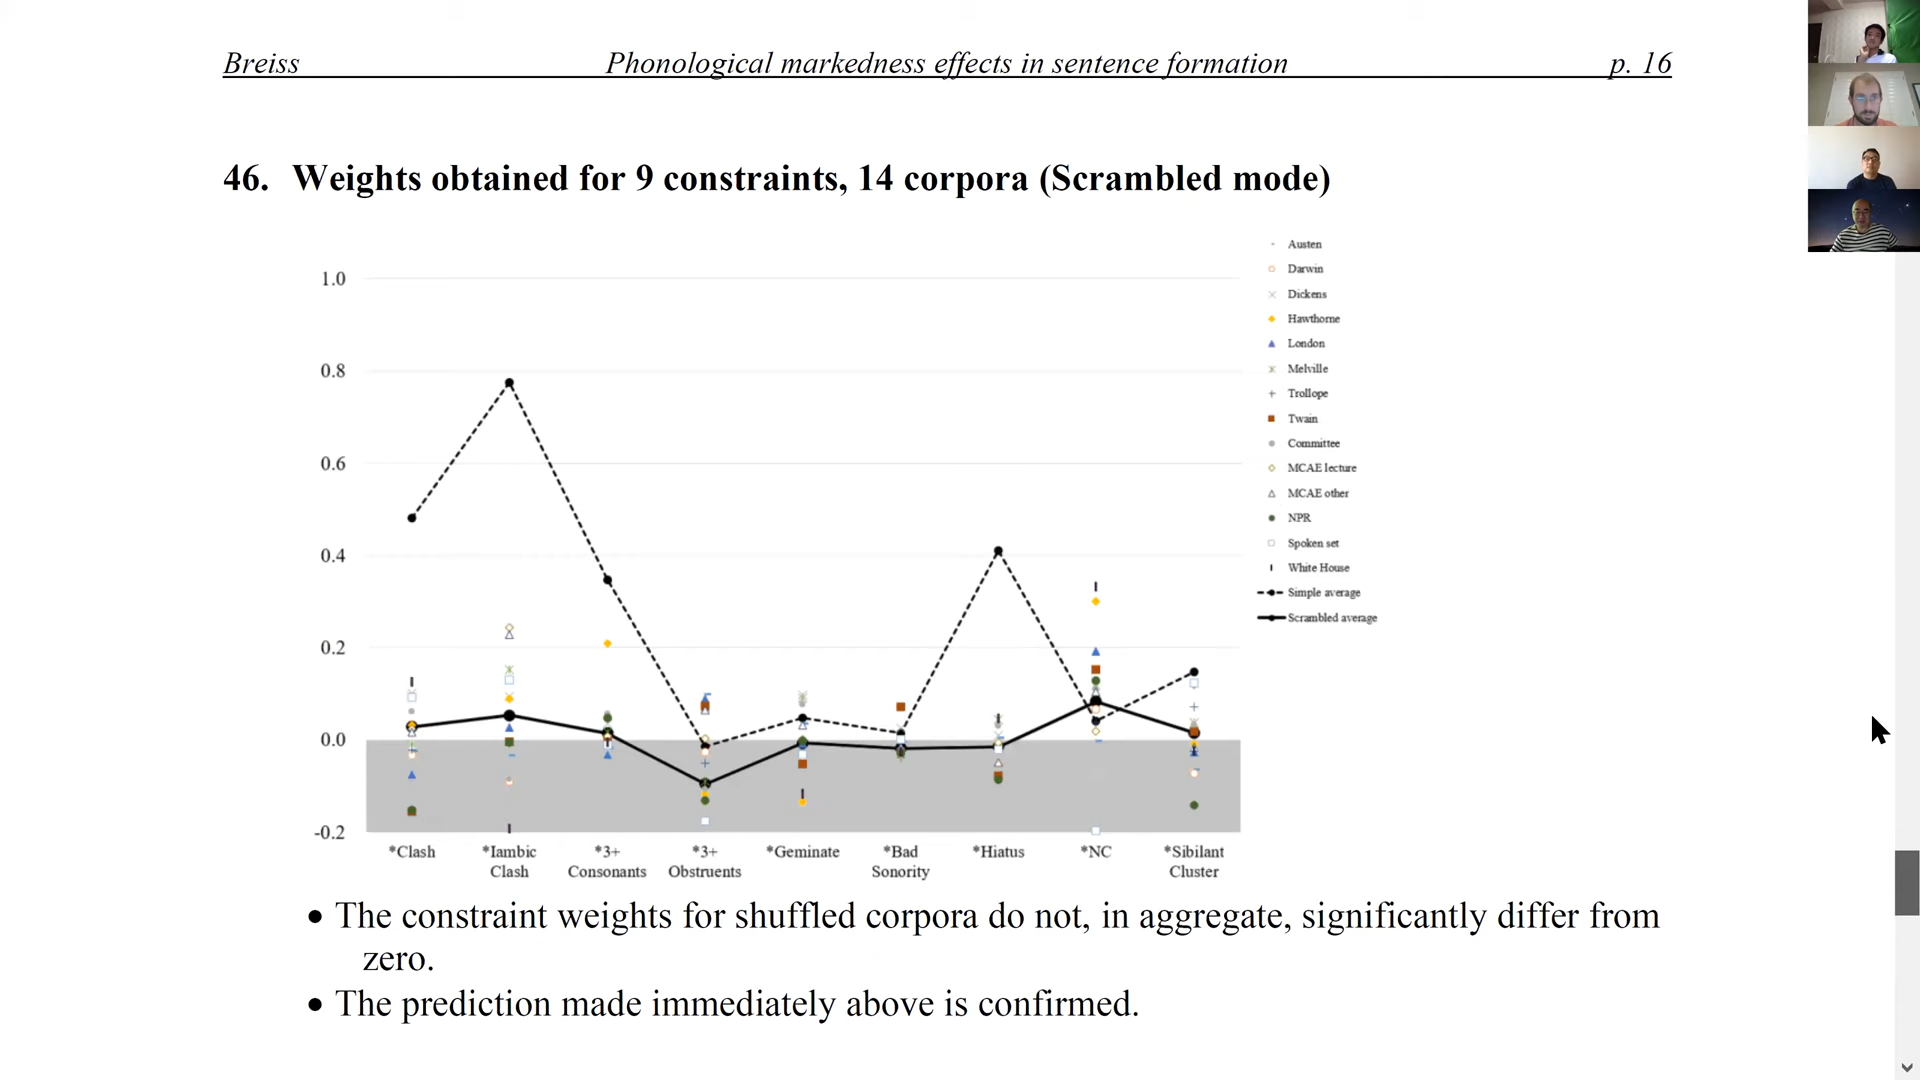 Breiss Phonological markedness effects in sentence formation p. 16
46. Weights obtained for 9 constraints, 14 corpora (Scrambled mode)
1.0
0.8
0.6
0.4
0.2
0.0
-0.2
*Clash *Iambic Clash *3+ Consonants *3+ Obstruents *Geminate *Bad Sonority *Hiatus *NC *Sibilant Cluster
Austen
Darwin
Dickens
Hawthorne
London
Melville
Trollope
Twain
Committee
MCAE lecture
MCAE other
NPR
Spoken set
White House
Simple average
Scrambled average
• The constraint weights for shuffled corpora do not, in aggregate, significantly differ from
zero.
• The prediction made immediately above is confirmed.